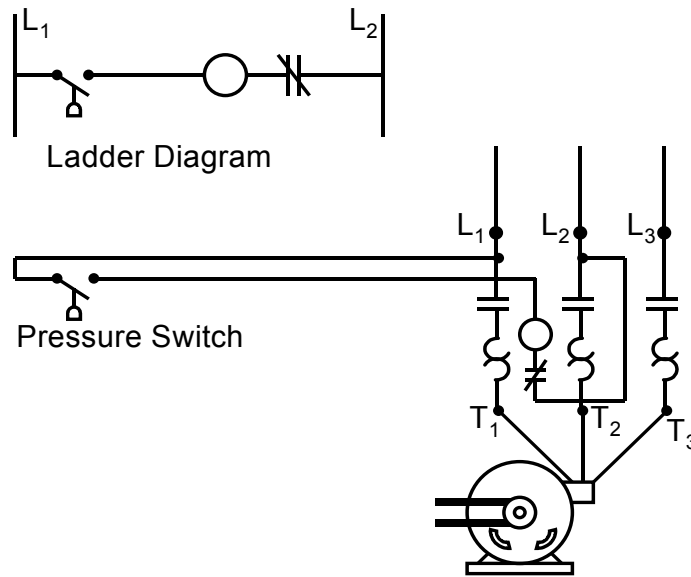 L₁ L₂
Ladder Diagram
L₁ L₂ L₃
Pressure Switch
T₁ T₂ T₃